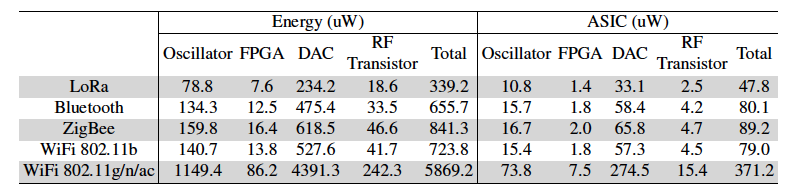 Energy (uW) ASIC (uW)
Oscillator FPGA DAC RF Transistor Total Oscillator FPGA DAC RF Transistor Total
LoRa 78.8 7.6 234.2 18.6 339.2 10.8 1.4 33.1 2.5 47.8
Bluetooth 134.3 12.5 475.4 33.5 655.7 15.7 1.8 58.4 4.2 80.1
ZigBee 159.8 16.4 618.5 46.6 841.3 16.7 2.0 65.8 4.7 89.2
WiFi 802.11b 140.7 13.8 527.6 41.7 723.8 15.4 1.8 57.3 4.5 79.0
WiFi 802.11g/n/ac 1149.4 86.2 4391.3 242.3 5869.2 73.8 7.5 274.5 15.4 371.2